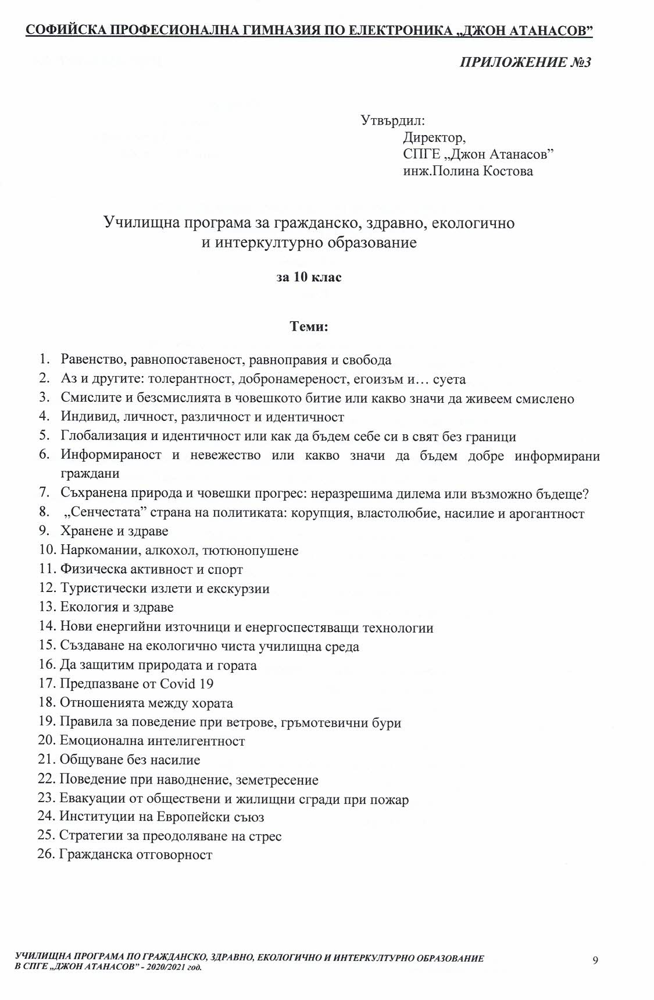 СОФИЙСКА ПРОФЕСИОНАЛНА ГИМНАЗИЯ ПО ЕЛЕКТРОНИКА „ДЖОН АТАНАСОВ”
ПРИЛОЖЕНИЕ №3
Утвърдил:
Директор,
СПГЕ „Джон Атанасов”
инж.Полина Костова
Училищна програма за гражданско, здравно, екологично
и интеркултурно образование
за 10 клас
Теми:
1. Равенство, равнопоставеност, равноправия и свобода
2. Аз и другите: толерантност, добронамереност, егоизъм и… суета
3. Смислите и безсмислията в човешкото битие или какво значи да живеем смислено
4. Индивид, личност, различност и идентичност
5. Глобализация и идентичност или как да бъдем себе си в свят без граници
6. Информираност и невежество или какво значи да бъдем добре информирани
граждани
7. Съхранена природа и човешки прогрес: неразрешима дилема или възможно бъдеще?
8. „Сенчестата” страна на политиката: корупция, властолюбие, насилие и арогантност
9. Хранене и здраве
10. Наркомании, алкохол, тютюнопушене
11. Физическа активност и спорт
12. Туристически излети и екскурзии
13. Екология и здраве
14. Нови енергийни източници и енергоспестяващи технологии
15. Създаване на екологично чиста училищна среда
16. Да защитим природата и гората
17. Предпазване от Covid 19
18. Отношенията между хората
19. Правила за поведение при ветрове, гръмотевични бури
20. Емоционална интелигентност
21. Общуване без насилие
22. Поведение при наводнение, земетресение
23. Евакуации от обществени и жилищни сгради при пожар
24. Институции на Европейски съюз
25. Стратегии за преодоляване на стрес
26. Гражданска отговорност
УЧИЛИЩНА ПРОГРАМА ПО ГРАЖДАНСКО, ЗДРАВНО, ЕКОЛОГИЧНО И ИНТЕРКУЛТУРНО ОБРАЗОВАНИЕ
В СПГЕ „ДЖОН АТАНАСОВ” - 2020/2021 год.
9